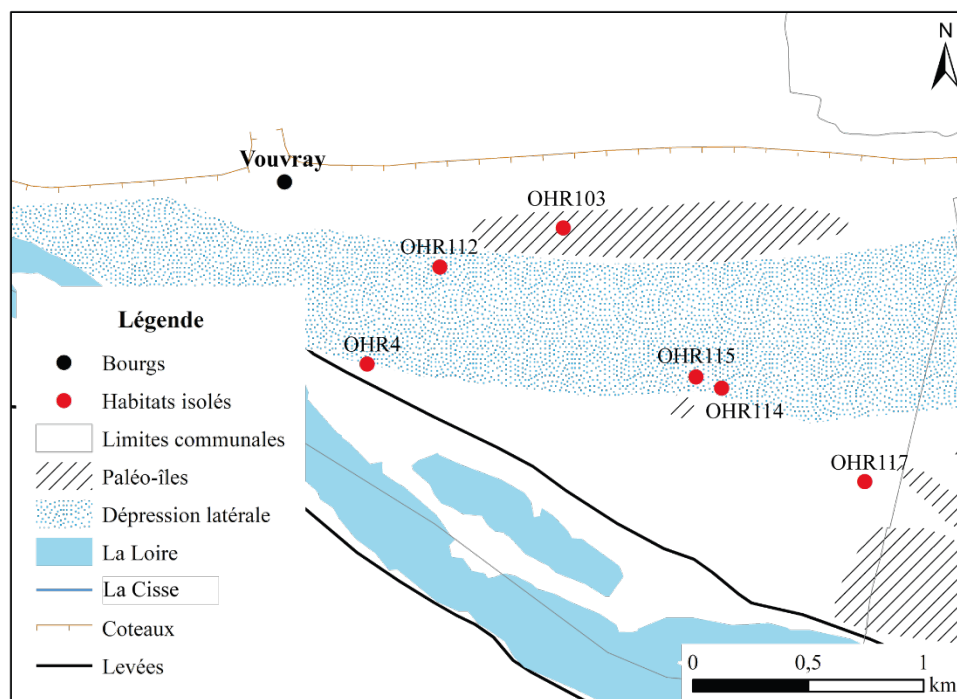 N
Vouvray
OHR103
OHR112
OHR4
OHR115
OHR114
OHR117
Légende
Bourgs
Habitats isolés
Limites communales
Paléo-îles
Dépression latérale
La Loire
La Cisse
Coteaux
Levées
0 0,5 1
km